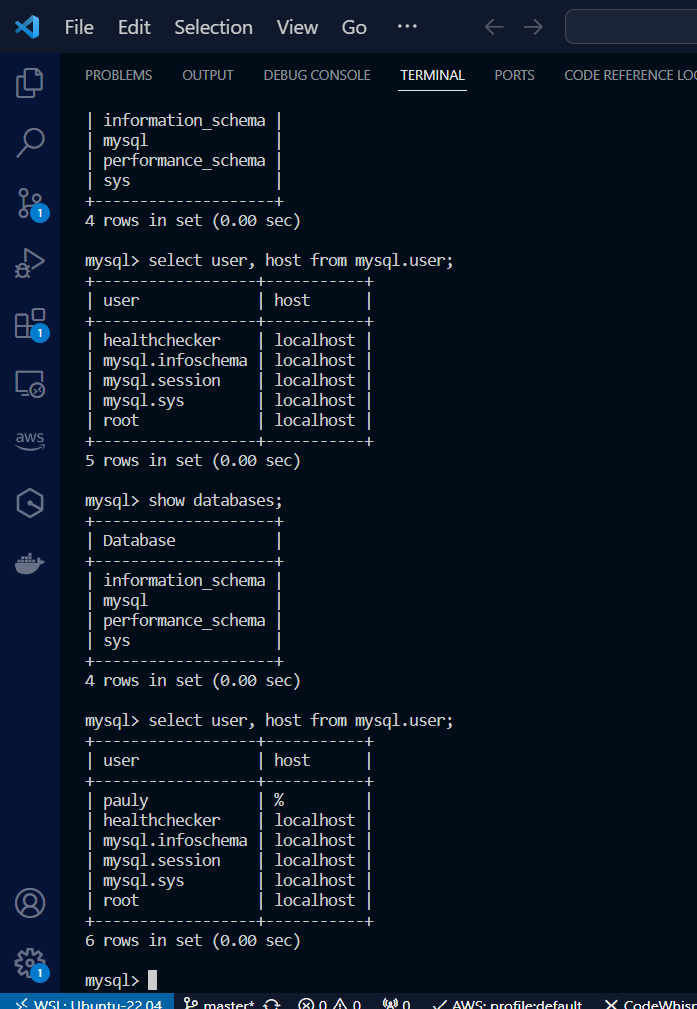 File Edit Selection View Go ···
PROBLEMS OUTPUT DEBUG CONSOLE TERMINAL PORTS CODE REFERENCE LOG
| information_schema |
| mysql              |
| performance_schema |
| sys                |
+--------------------+
4 rows in set (0.00 sec)
mysql> select user, host from mysql.user;
+------------------+-----------+
| user             | host      |
+------------------+-----------+
| healthchecker    | localhost |
| mysql.infoschema | localhost |
| mysql.session    | localhost |
| mysql.sys        | localhost |
| root             | localhost |
+------------------+-----------+
5 rows in set (0.00 sec)
mysql> show databases;
+--------------------+
| Database           |
+--------------------+
| information_schema |
| mysql              |
| performance_schema |
| sys                |
+--------------------+
4 rows in set (0.00 sec)
mysql> select user, host from mysql.user;
+------------------+-----------+
| user             | host      |
+------------------+-----------+
| pauly            | %         |
| healthchecker    | localhost |
| mysql.infoschema | localhost |
| mysql.session    | localhost |
| mysql.sys        | localhost |
| root             | localhost |
+------------------+-----------+
6 rows in set (0.00 sec)
mysql>
1
1
aws
1
WSL: Ubuntu-22.04 master* 0 0 0 AWS: profile:default CodeWhisp